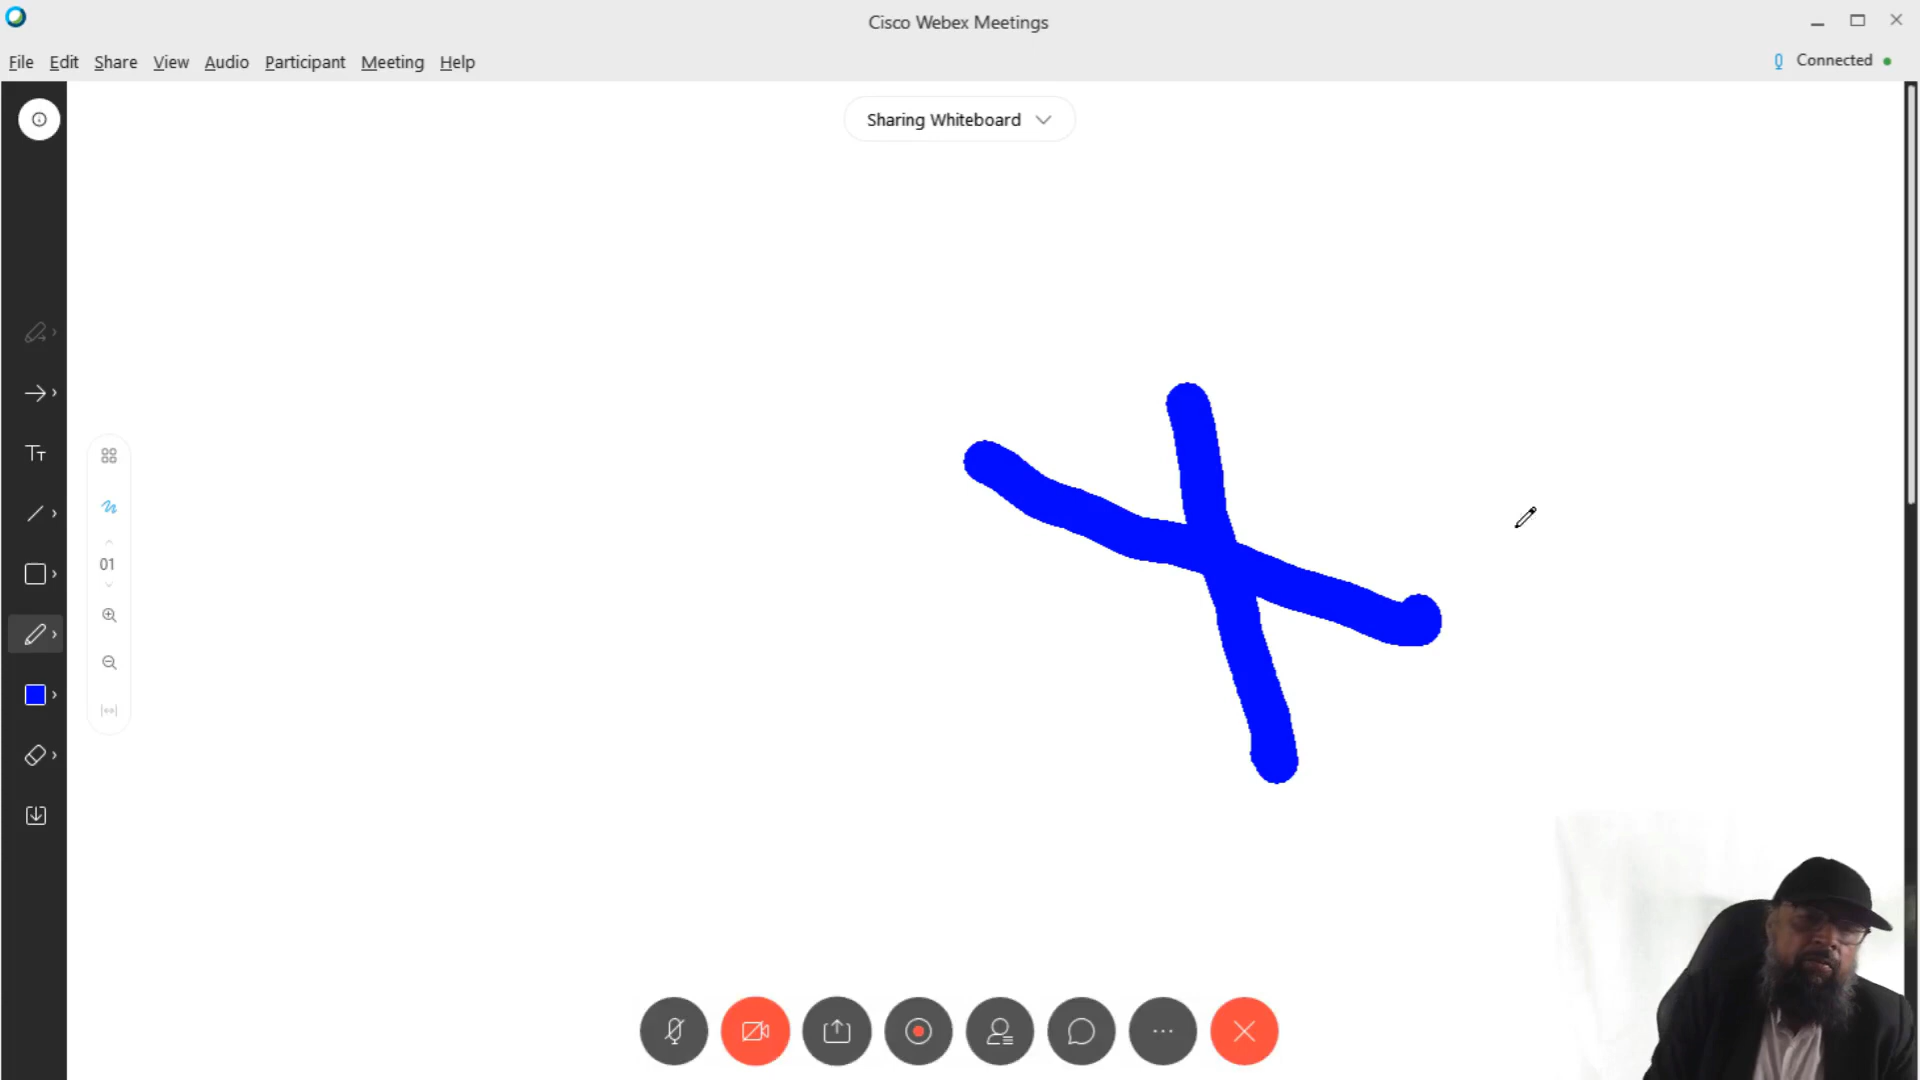 Cisco Webex Meetings
File Edit Share View Audio Participant Meeting Help
Connected
Sharing Whiteboard
Tт
01
X